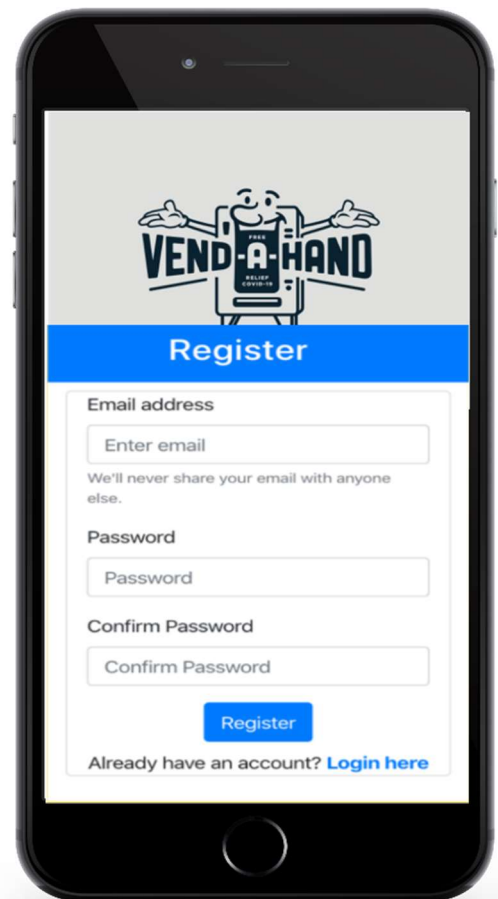 FREE
VEND-A-HAND
RELIEF
COVID-19
Register
Email address
Enter email
We'll never share your email with anyone
else.
Password
Password
Confirm Password
Confirm Password
Register
Already have an account? Login here